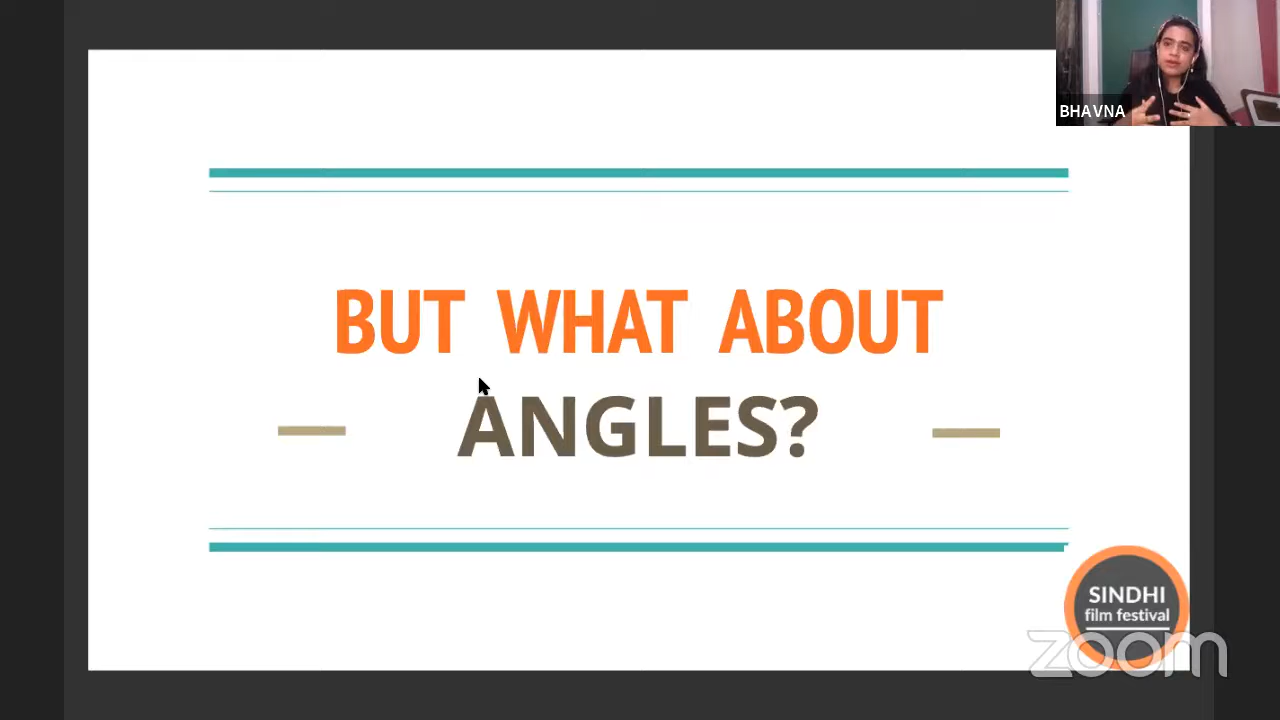 BHAVNA
BUT WHAT ABOUT
ANGLES?
SINDHI
film festival
zoom